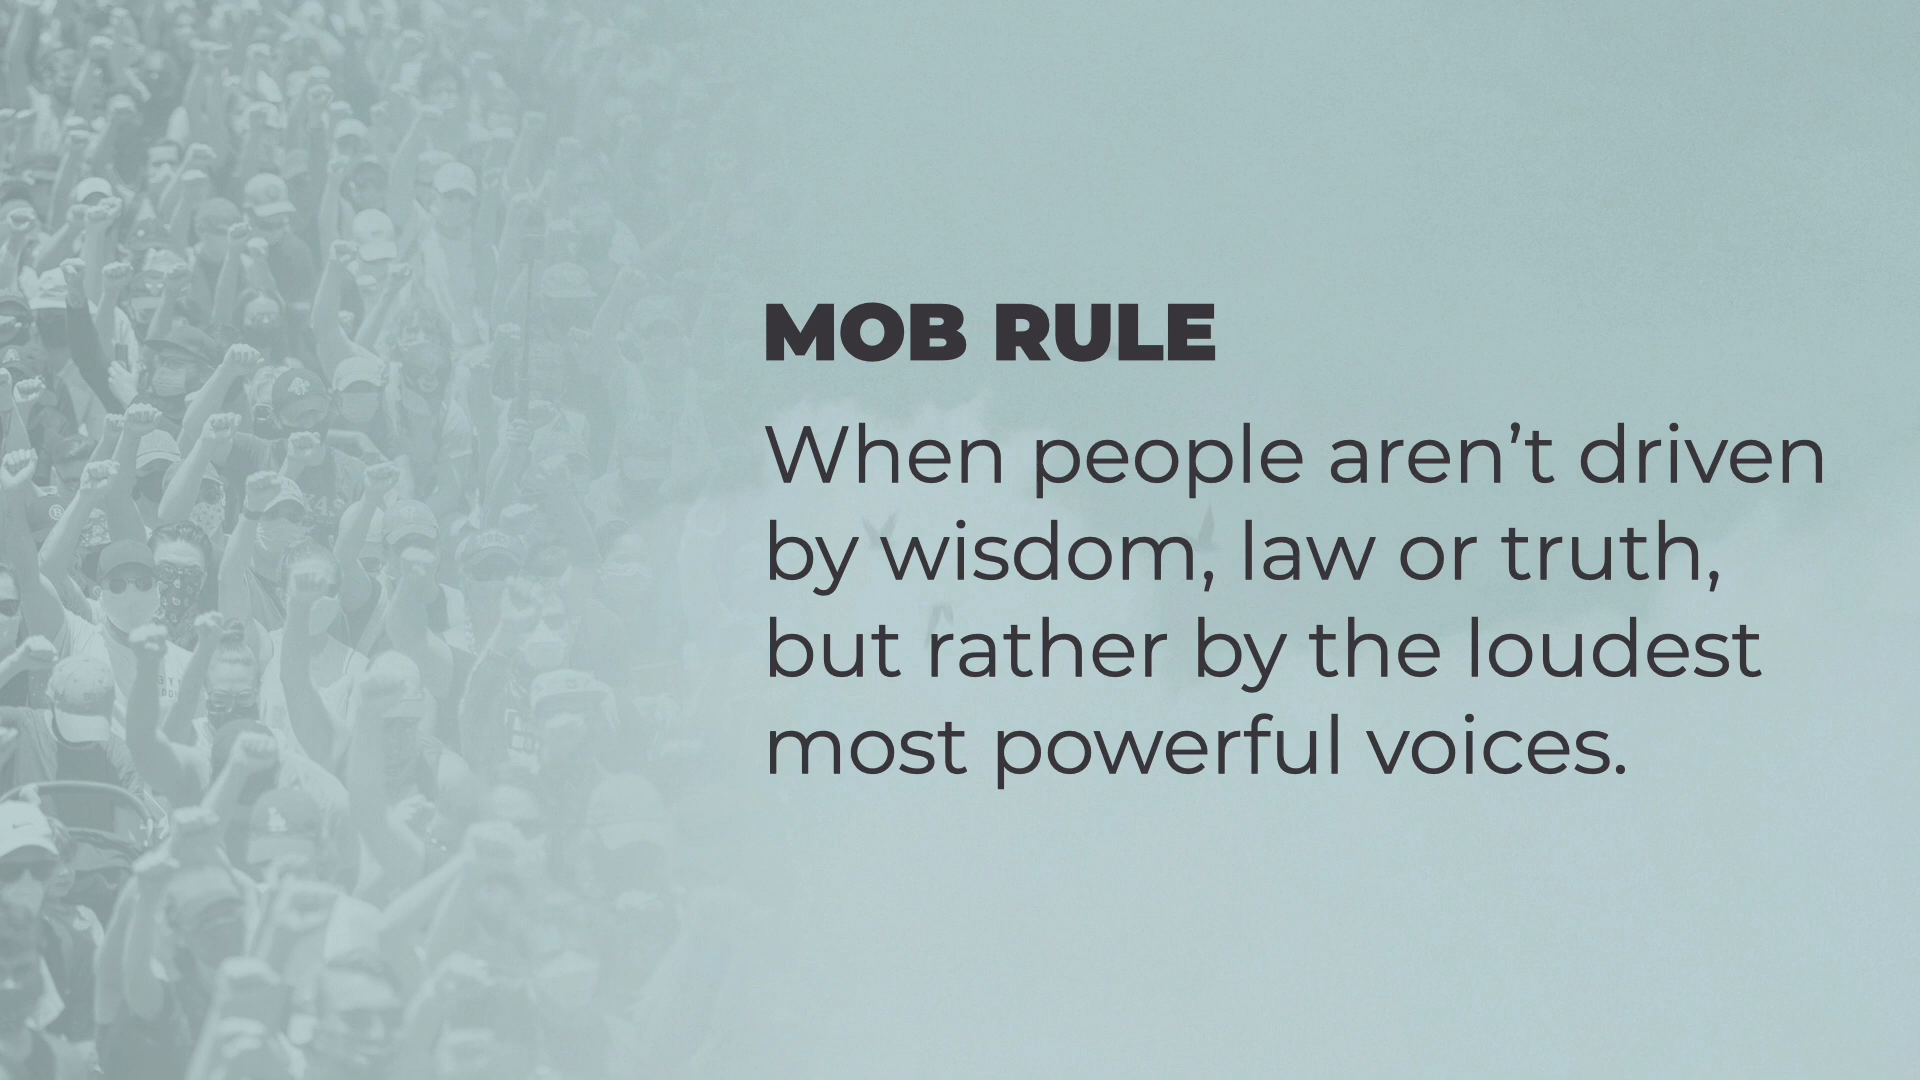 MOB RULE
When people aren’t driven
by wisdom, law or truth,
but rather by the loudest
most powerful voices.